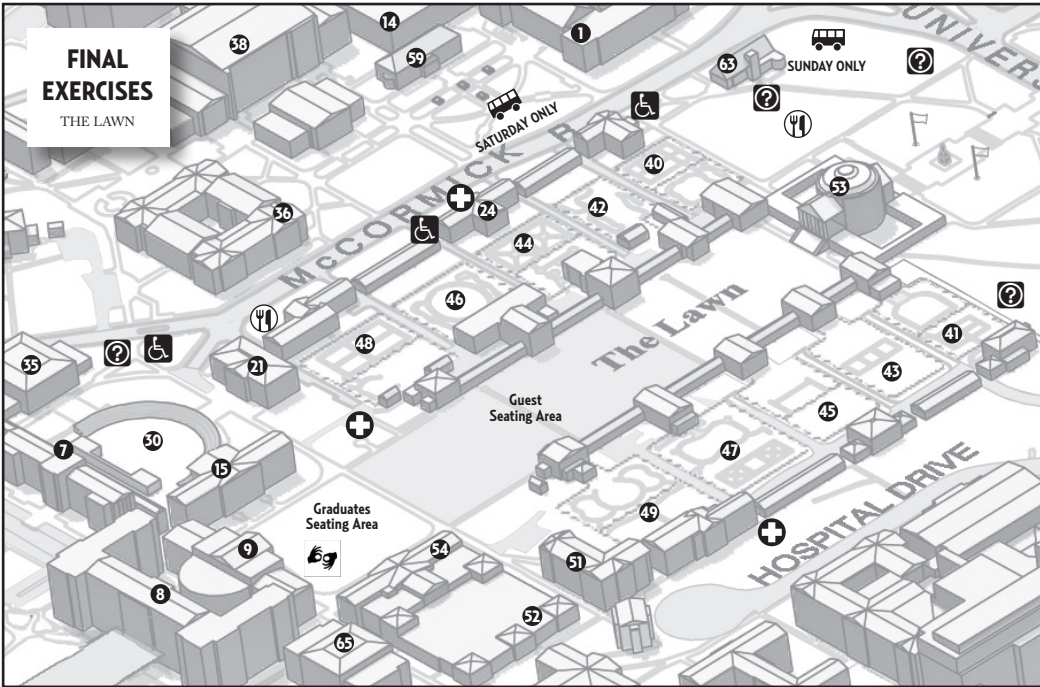 FINAL
EXERCISES
THE LAWN
38
14
59
1
63
SUNDAY ONLY
UNIVERS
SATURDAY ONLY
McCORMICK R
40
53
36
24
42
44
46
The Lawn
41
48
43
35
21
Guest
Seating Area
45
7
30
15
47
HOSPITAL DRIVE
49
Graduates
Seating Area
9
54
51
8
52
65